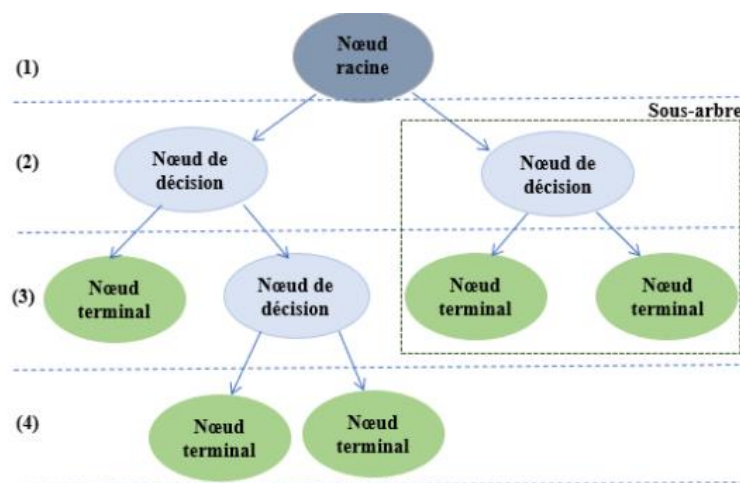 (1)
Nœud
racine
Sous-arbre
(2)
Nœud de
décision
Nœud de
décision
(3)
Nœud
terminal
Nœud de
décision
Nœud
terminal
Nœud
terminal
(4)
Nœud
terminal
Nœud
terminal